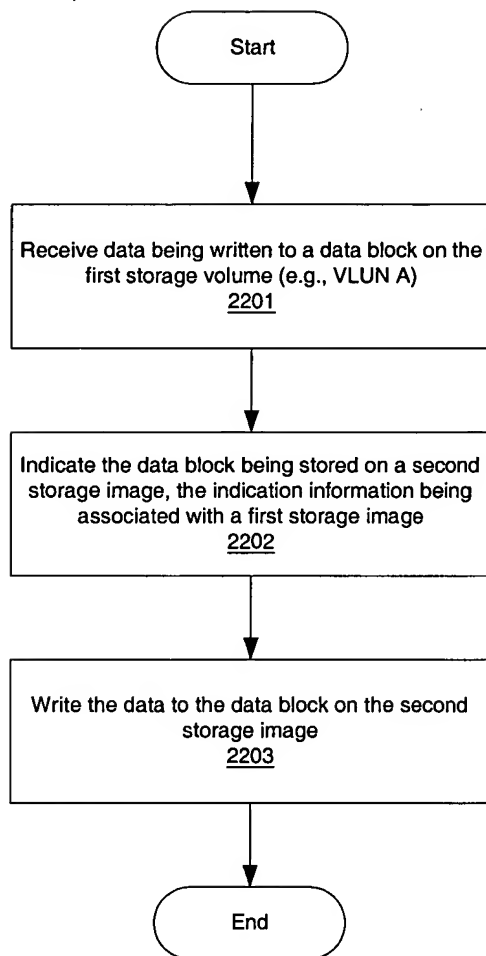 Start
Receive data being written to a data block on the
first storage volume (e.g., VLUN A)
2201
Indicate the data block being stored on a second
storage image, the indication information being
associated with a first storage image
2202
Write the data to the data block on the second
storage image
2203
End